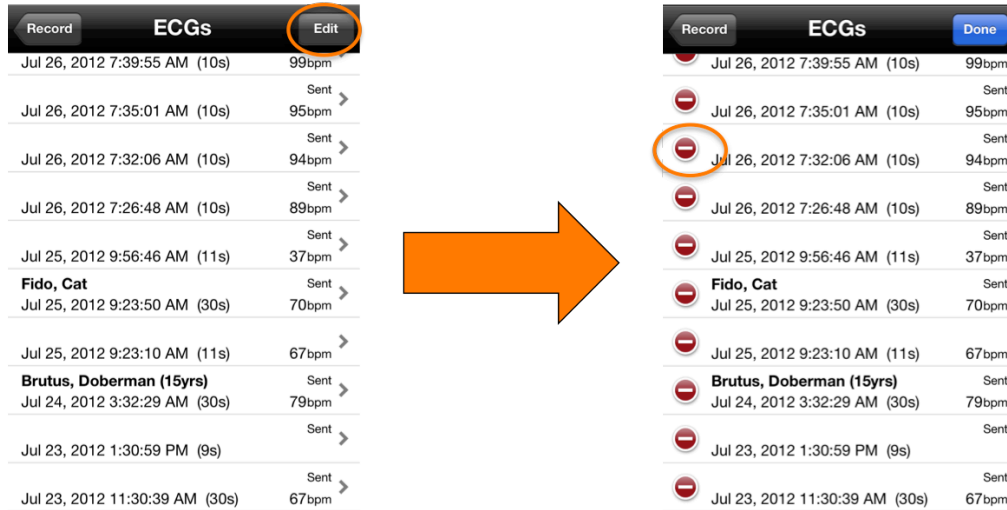 Record ECGs Edit
Jul 26, 2012 7:39:55 AM (10s) 99bpm
Sent
Jul 26, 2012 7:35:01 AM (10s) 95bpm
Sent
Jul 26, 2012 7:32:06 AM (10s) 94bpm
Sent
Jul 26, 2012 7:26:48 AM (10s) 89bpm
Sent
Jul 25, 2012 9:56:46 AM (11s) 37bpm
Fido, Cat Sent
Jul 25, 2012 9:23:50 AM (30s) 70bpm
Jul 25, 2012 9:23:10 AM (11s) 67bpm
Brutus, Doberman (15yrs) Sent
Jul 24, 2012 3:32:29 AM (30s) 79bpm
Sent
Jul 23, 2012 1:30:59 PM (9s)
Sent
Jul 23, 2012 11:30:39 AM (30s) 67bpm
Record ECGs Done
Jul 26, 2012 7:39:55 AM (10s) 99bpm
Sent
Jul 26, 2012 7:35:01 AM (10s) 95bpm
Sent
Jul 26, 2012 7:32:06 AM (10s) 94bpm
Sent
Jul 26, 2012 7:26:48 AM (10s) 89bpm
Sent
Jul 25, 2012 9:56:46 AM (11s) 37bpm
Fido, Cat Sent
Jul 25, 2012 9:23:50 AM (30s) 70bpm
Jul 25, 2012 9:23:10 AM (11s) 67bpm
Brutus, Doberman (15yrs) Sent
Jul 24, 2012 3:32:29 AM (30s) 79bpm
Sent
Jul 23, 2012 1:30:59 PM (9s)
Sent
Jul 23, 2012 11:30:39 AM (30s) 67bpm